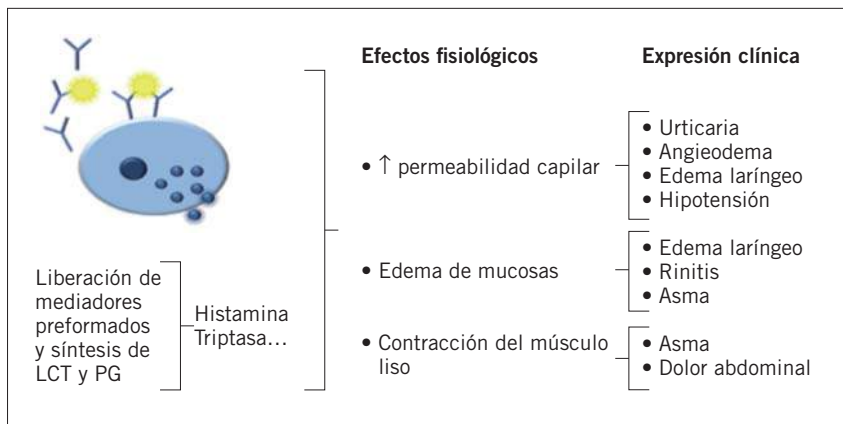 Efectos fisiológicos
Expresión clínica
• ↑ permeabilidad capilar
• Urticaria
• Angieodema
• Edema laríngeo
• Hipotensión
• Edema de mucosas
• Edema laríngeo
• Rinitis
• Asma
• Contracción del músculo
liso
• Asma
• Dolor abdominal
Liberación de
mediadores
preformados
y síntesis de
LCT y PG
Histamina
Triptasa…